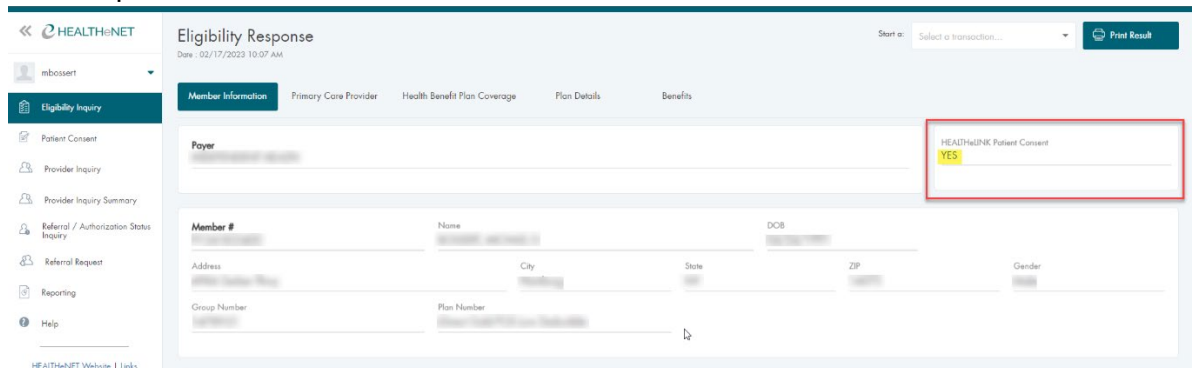 HEALTHeNET
mbossert
Eligibility Inquiry
Patient Consent
Provider Inquiry
Provider Inquiry Summary
Referral / Authorization Status
Inquiry
Referral Request
Reporting
Help
HEALTHeNET Website | Links
Eligibility Response
Date : 02/17/2023 10:07 AM
Start a:
Select a transaction...
Print Result
Member Information
Primary Care Provider
Health Benefit Plan Coverage
Plan Details
Benefits
Payer
HEALTHeLINK Patient Consent
YES
Member #
Name
DOB
Address
City
State
ZIP
Gender
Group Number
Plan Number